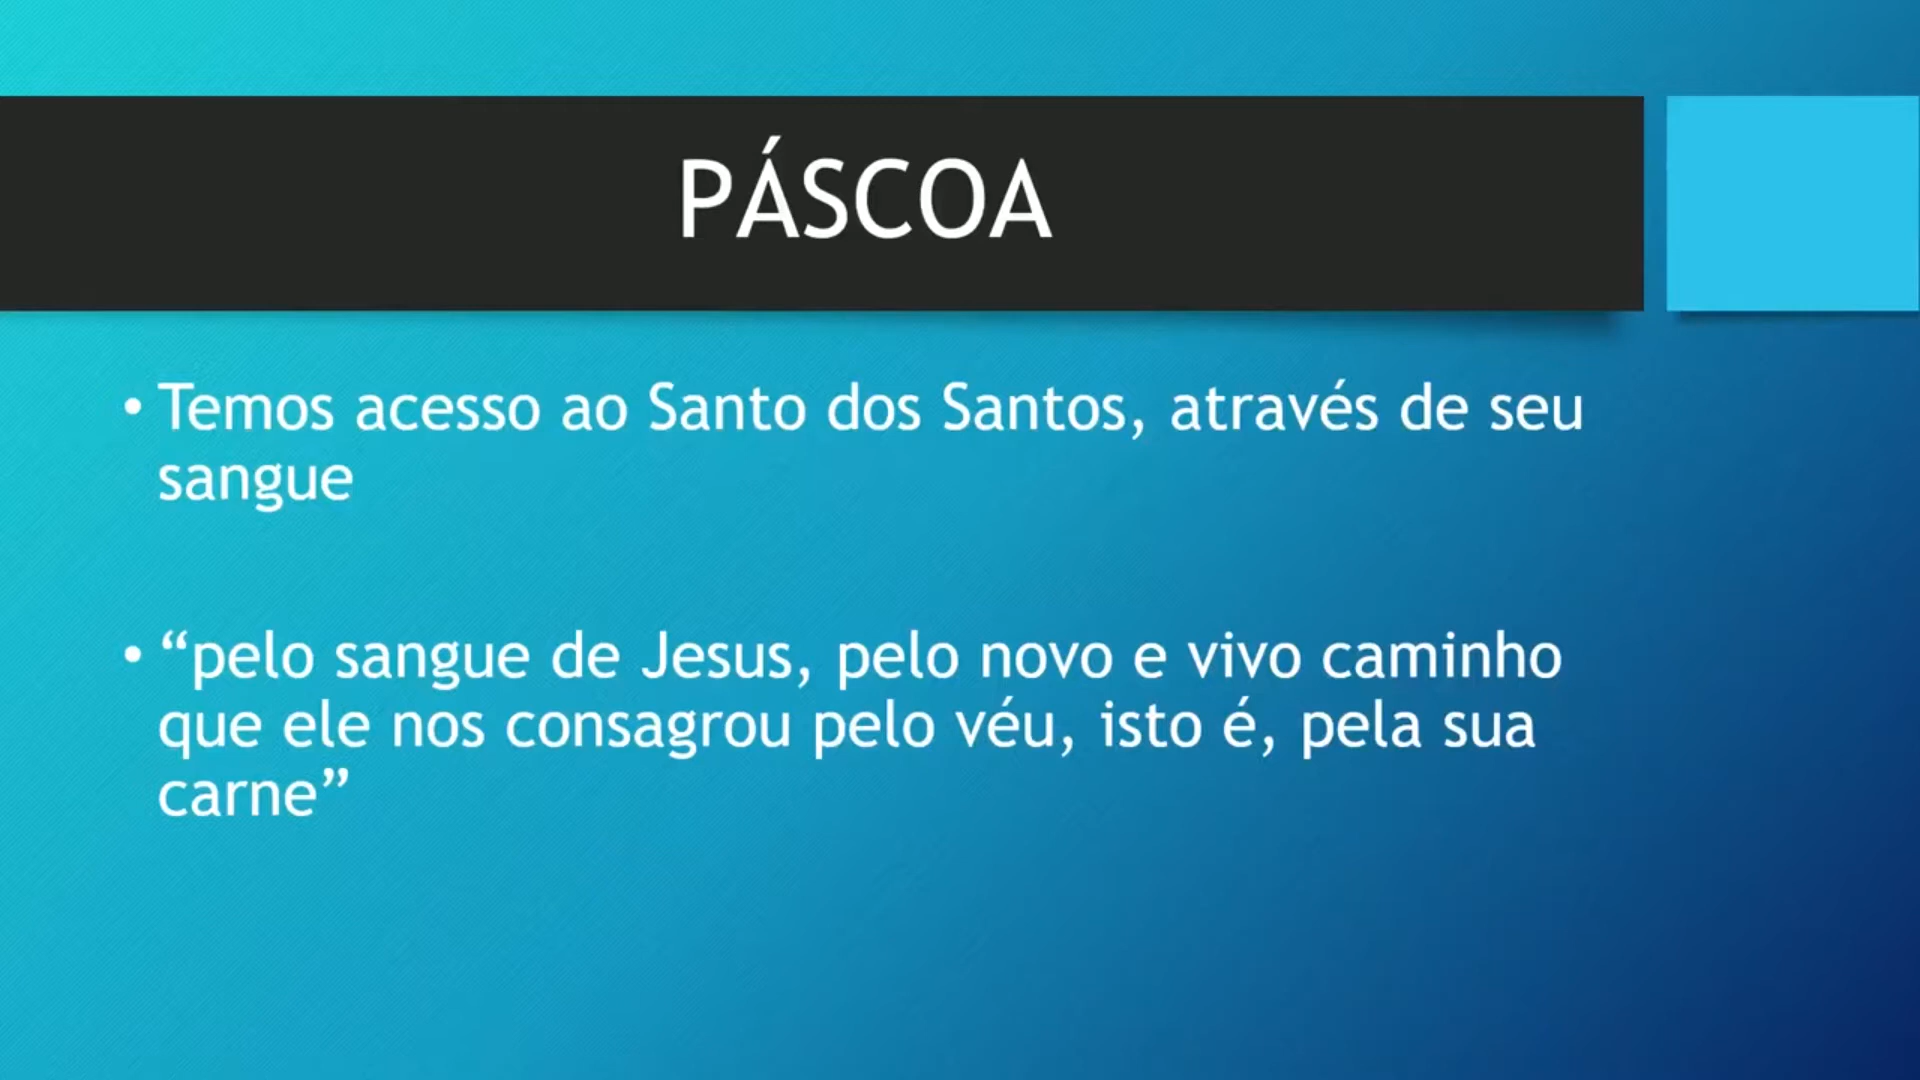 PÁSCOA
• Temos acesso ao Santo dos Santos, através de seu
sangue
• “pelo sangue de Jesus, pelo novo e vivo caminho
que ele nos consagrou pelo véu, isto é, pela sua
carne”